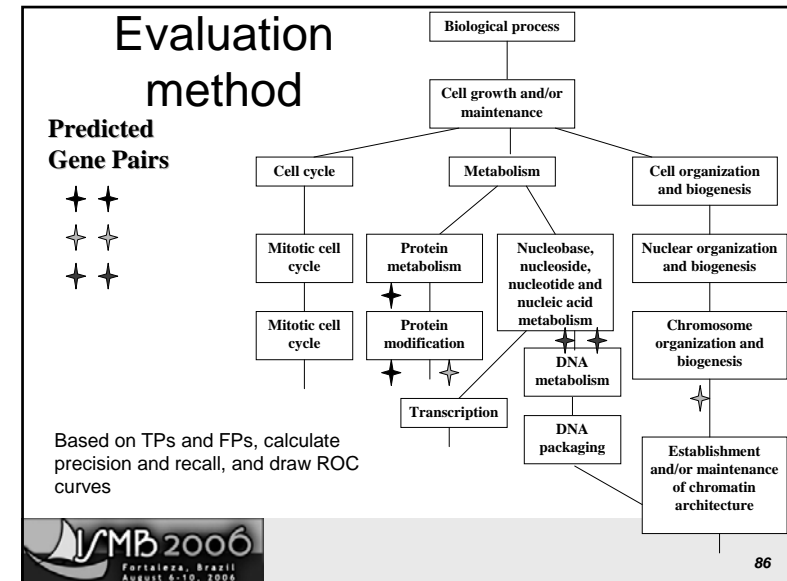 Evaluation
method
Predicted
Gene Pairs
Biological process
Cell growth and/or
maintenance
Cell cycle
Metabolism
Cell organization
and biogenesis
Mitotic cell
cycle
Protein
metabolism
Nucleobase,
nucleoside,
nucleotide and
nucleic acid
metabolism
Nuclear organization
and biogenesis
Mitotic cell
cycle
Protein
modification
Chromosome
organization and
biogenesis
DNA
metabolism
Transcription
DNA
packaging
Establishment
and/or maintenance
of chromatin
architecture
Based on TPs and FPs, calculate
precision and recall, and draw ROC
curves
ISMB 2006
Fortaleza, Brazil
August 6-10, 2006
86